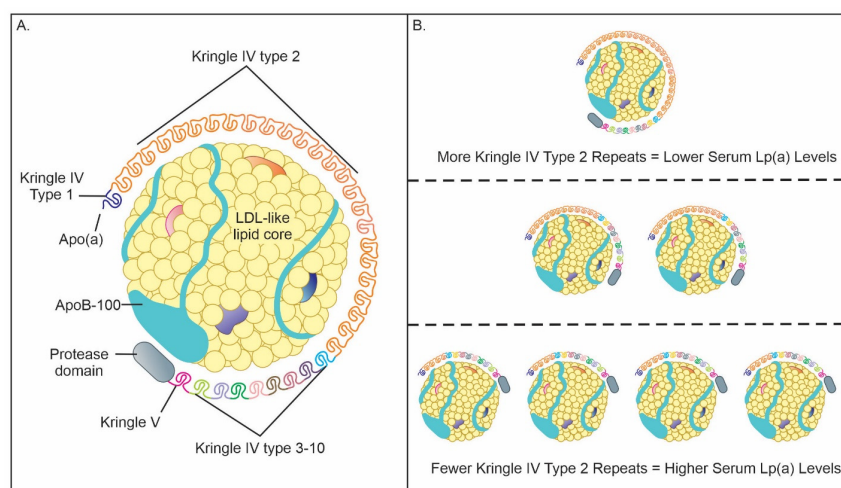 A.
Kringle IV type 2
Kringle IV
Type 1
Apo(a)
LDL-like
lipid core
ApoB-100
Protease
domain
Kringle V
Kringle IV type 3-10
B.
More Kringle IV Type 2 Repeats = Lower Serum Lp(a) Levels
Fewer Kringle IV Type 2 Repeats = Higher Serum Lp(a) Levels